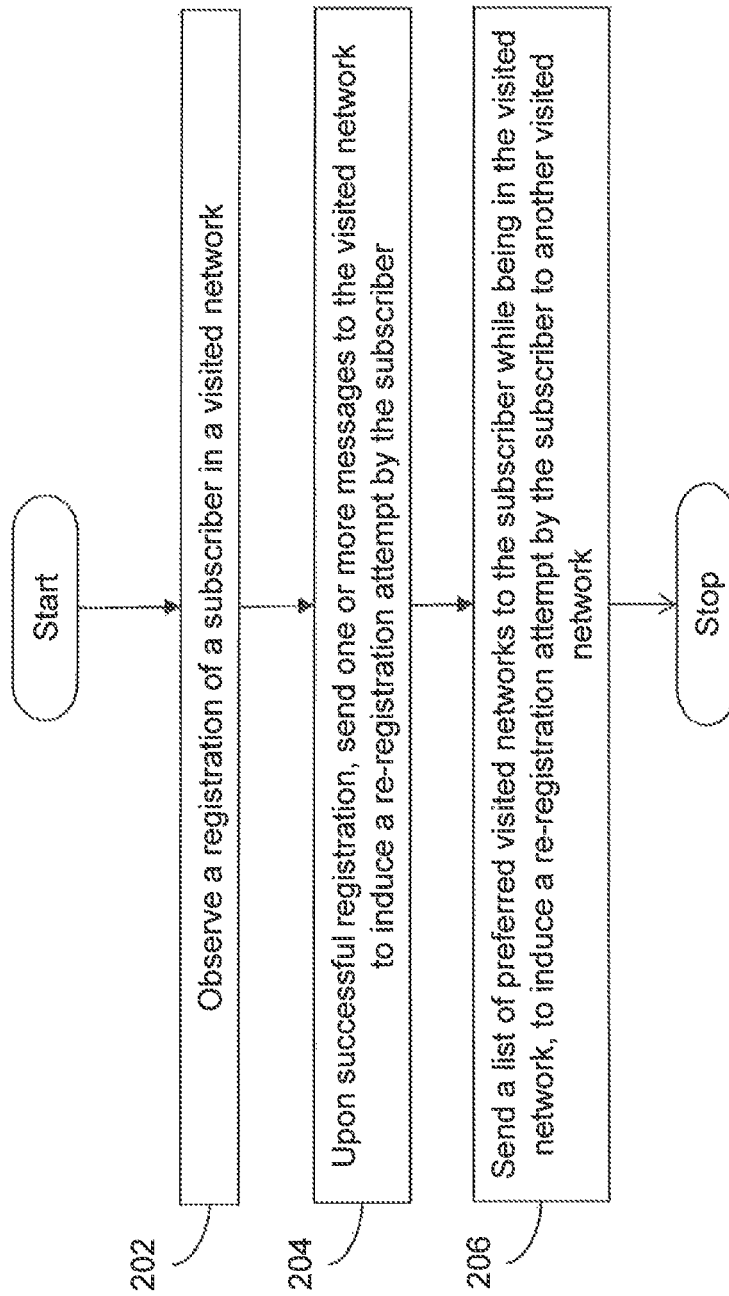 Start
202
Observe a registration of a subscriber in a visited network
204
Upon successful registration, send one or more messages to the visited network
to induce a re-registration attempt by the subscriber
206
Send a list of preferred visited networks to the subscriber while being in the visited
network, to induce a re-registration attempt by the subscriber to another visited
network
Stop